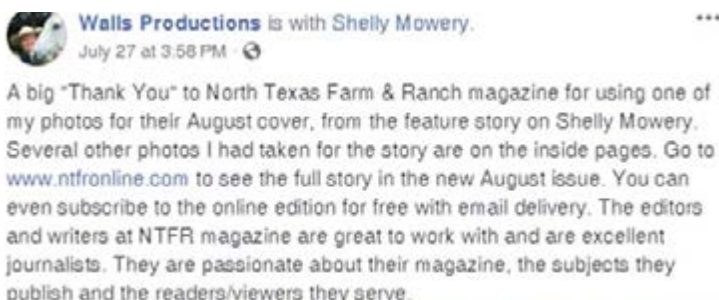 Walls Productions is with Shelly Mowery.
July 27 at 3:58 PM ·
A big "Thank You" to North Texas Farm & Ranch magazine for using one of
my photos for their August cover, from the feature story on Shelly Mowery.
Several other photos I had taken for the story are on the inside pages. Go to
www.ntfronline.com to see the full story in the new August issue. You can
even subscribe to the online edition for free with email delivery. The editors
and writers at NTFR magazine are great to work with and are excellent
journalists. They are passionate about their magazine, the subjects they
publish and the readers/viewers they serve.